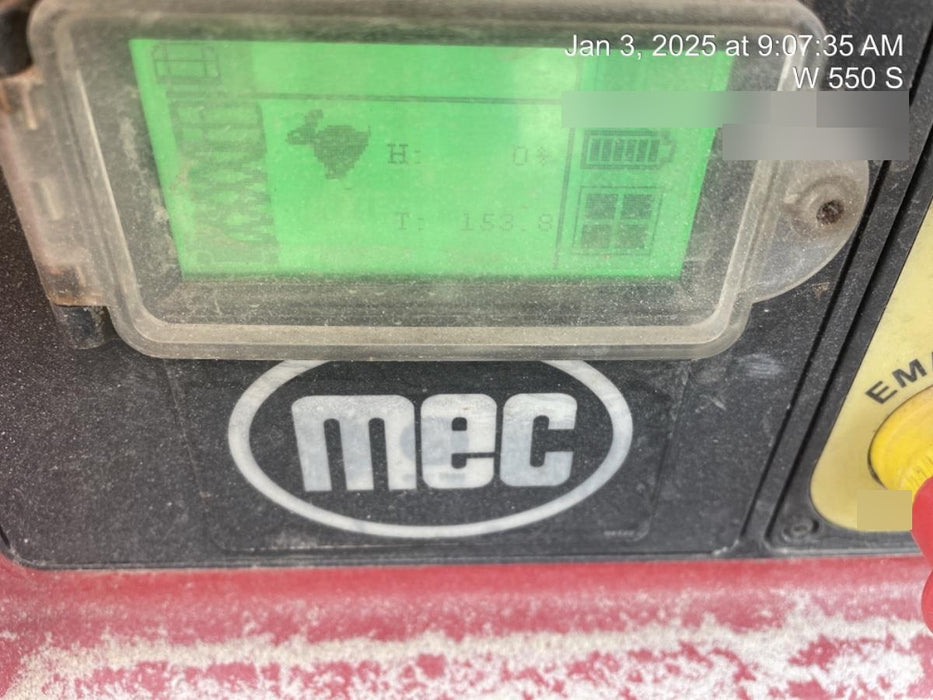 Jan 3, 2025 at 9:07:35 AM
W 550 S
H: 0%
T: 153.8
mec